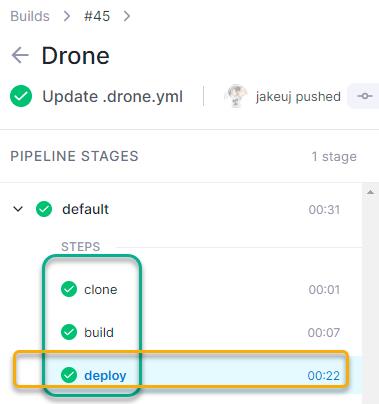 Builds > #45 >
← Drone
Update .drone.yml jakeuj pushed
PIPELINE STAGES 1 stage
default 00:31
STEPS
clone 00:01
build 00:07
deploy 00:22